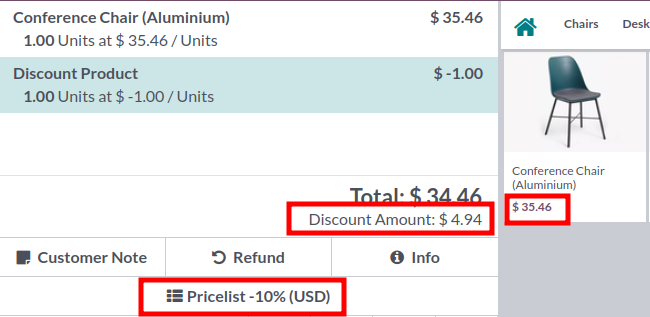 Conference Chair (Aluminium) $ 35.46
1.00 Units at $ 35.46 / Units
Discount Product $ -1.00
1.00 Units at $ -1.00 / Units
Total: $ 34.46
Discount Amount: $ 4.94
Customer Note Refund Info
Pricelist -10% (USD)
Chairs Desk
Conference Chair
(Aluminium)
$ 35.46